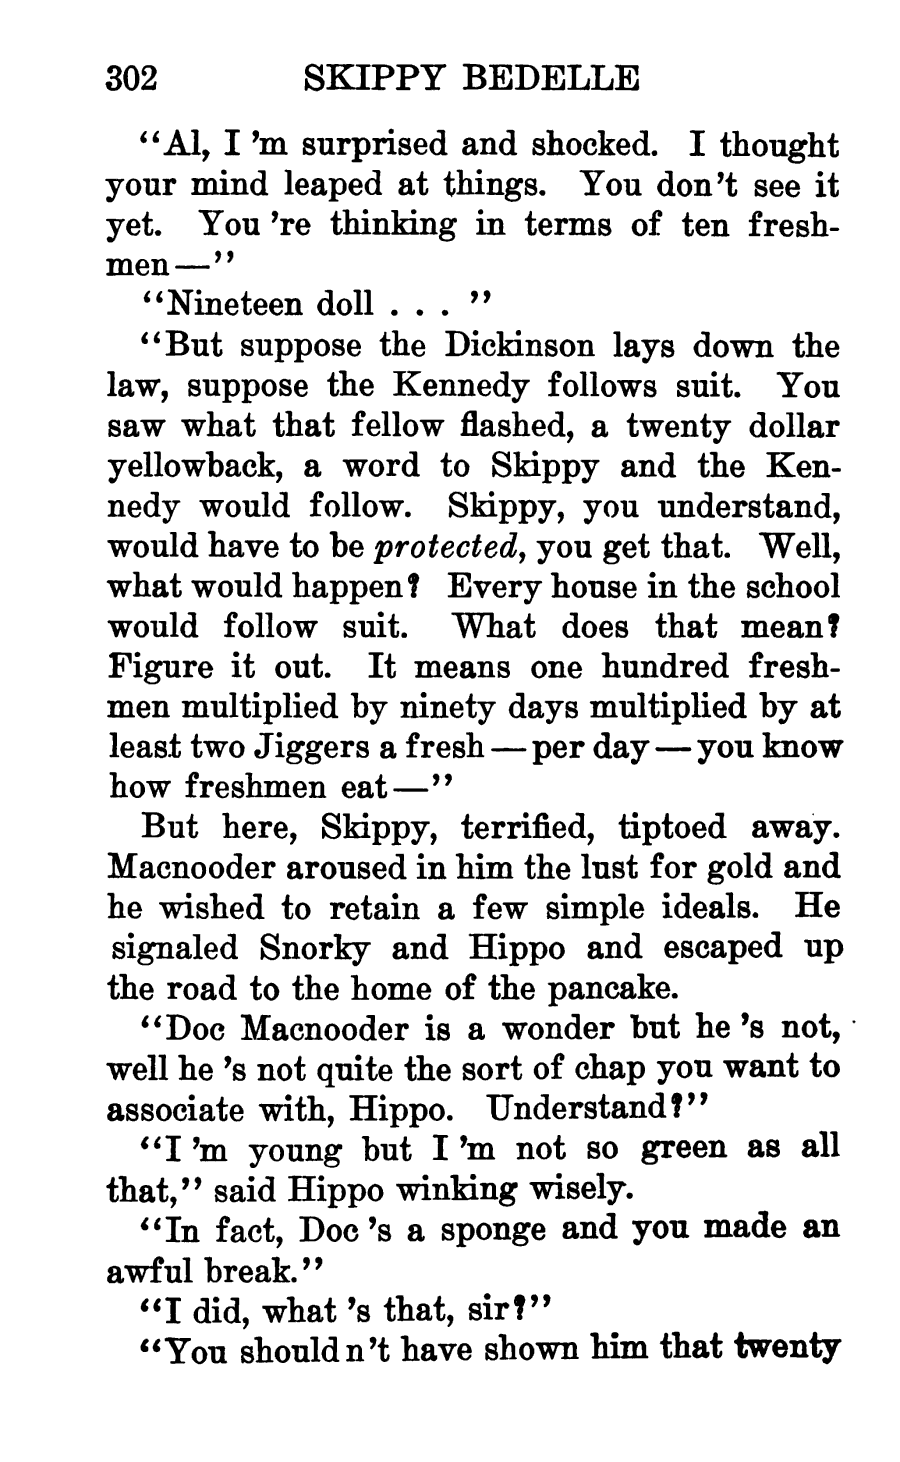 302 SKIPPY BEDELLE
“Al, I ’m surprised and shocked. I thought
your mind leaped at things. You don’t see it
yet. You ’re thinking in terms of ten fresh-
men—”
“Nineteen doll . . . ”
“But suppose the Dickinson lays down the
law, suppose the Kennedy follows suit. You
saw what that fellow flashed, a twenty dollar
yellowback, a word to Skippy and the Ken-
nedy would follow. Skippy, you understand,
would have to be protected, you get that. Well,
what would happen? Every house in the school
would follow suit. What does that mean?
Figure it out. It means one hundred fresh-
men multiplied by ninety days multiplied by at
least two Jiggers a fresh—per day—you know
how freshmen eat—”
But here, Skippy, terrified, tiptoed away.
Macnooder aroused in him the lust for gold and
he wished to retain a few simple ideals. He
signaled Snorky and Hippo and escaped up
the road to the home of the pancake.
“Doc Macnooder is a wonder but he ’s not,
well he ’s not quite the sort of chap you want to
associate with, Hippo. Understand?”
“I ’m young but I ’m not so green as all
that,” said Hippo winking wisely.
“In fact, Doc ’s a sponge and you made an
awful break.”
“I did, what ’s that, sir?”
“You should n’t have shown him that twenty